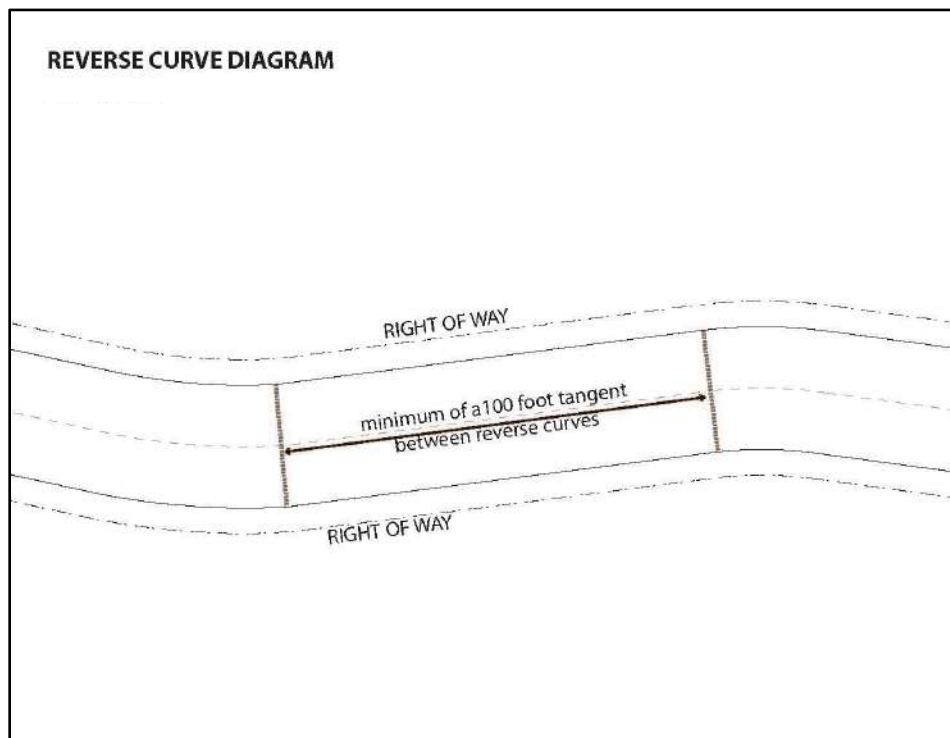 REVERSE CURVE DIAGRAM
RIGHT OF WAY
minimum of a100 foot tangent
between reverse curves
RIGHT OF WAY